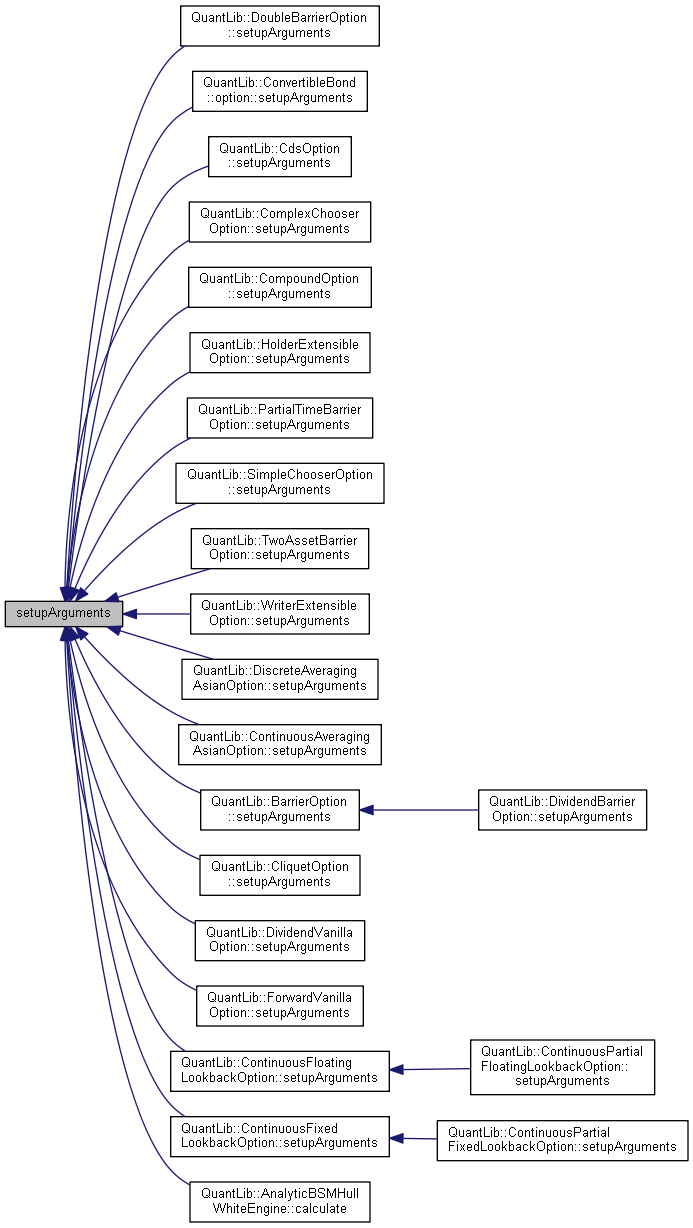 QuantLib::DoubleBarrierOption
::setupArguments
QuantLib::ConvertibleBond
::option::setupArguments
QuantLib::CdsOption
::setupArguments
QuantLib::ComplexChooser
Option::setupArguments
QuantLib::CompoundOption
::setupArguments
QuantLib::HolderExtensible
Option::setupArguments
QuantLib::PartialTimeBarrier
Option::setupArguments
QuantLib::SimpleChooserOption
::setupArguments
QuantLib::TwoAssetBarrier
Option::setupArguments
setupArguments
QuantLib::WriterExtensible
Option::setupArguments
QuantLib::DiscreteAveraging
AsianOption::setupArguments
QuantLib::ContinuousAveraging
AsianOption::setupArguments
QuantLib::BarrierOption
::setupArguments
QuantLib::DividendBarrier
Option::setupArguments
QuantLib::CliquetOption
::setupArguments
QuantLib::DividendVanilla
Option::setupArguments
QuantLib::ForwardVanilla
Option::setupArguments
QuantLib::ContinuousFloating
LookbackOption::setupArguments
QuantLib::ContinuousPartial
FloatingLookbackOption::
setupArguments
QuantLib::ContinuousFixed
LookbackOption::setupArguments
QuantLib::ContinuousPartial
FixedLookbackOption::setupArguments
QuantLib::AnalyticBSMHull
WhiteEngine::calculate